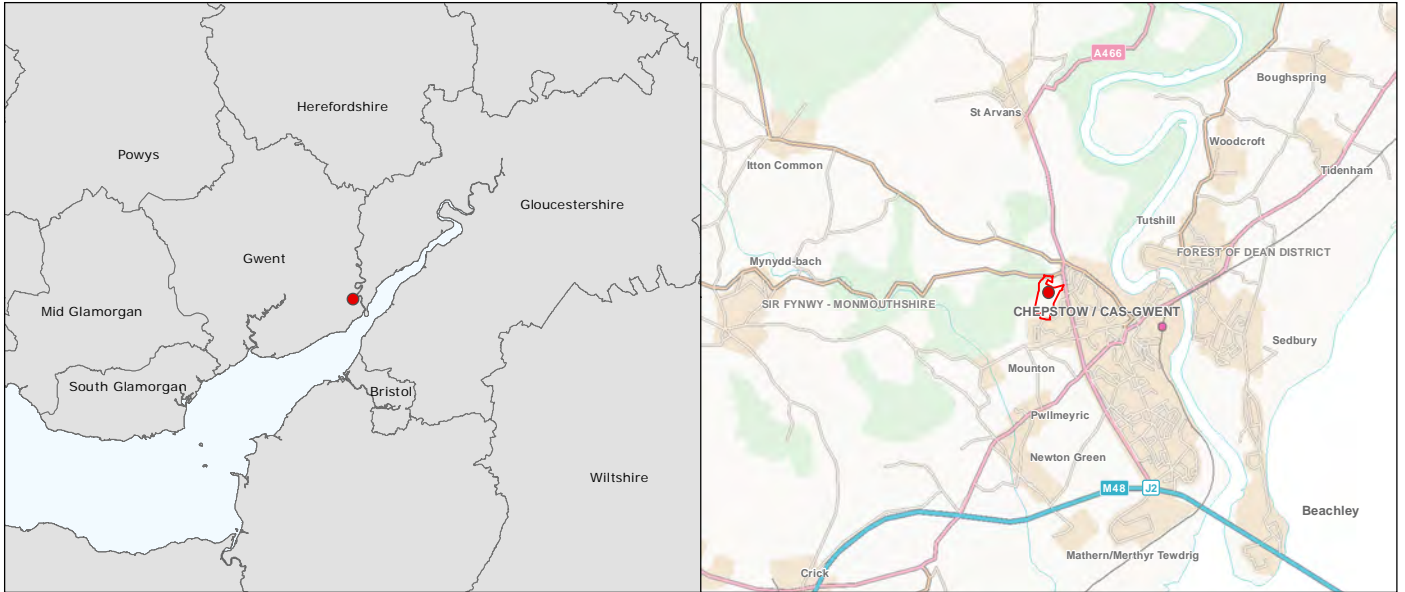 Herefordshire
Powys
Gloucestershire
Gwent
Mid Glamorgan
South Glamorgan
Bristol
Wiltshire
A466
Boughspring
St Arvans
Woodcroft
Itton Common
Tidenham
Tutshill
FOREST OF DEAN DISTRICT
Mynydd-bach
SIR FYNWY - MONMOUTHSHIRE
CHEPSTOW / CAS-GWENT
Sedbury
Mounton
Pwllmeyric
Newton Green
M48
J2
Beachley
Mathern/Merthyr Tewdrig
Crick